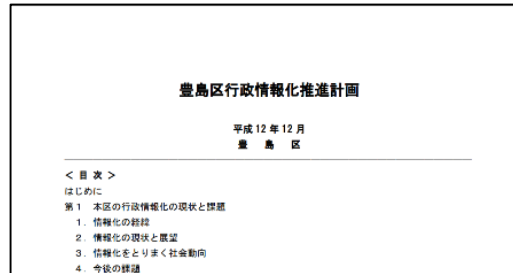 豊島区行政情報化推進計画
平成12年12月
豊 島 区
＜目次＞
はじめに
第１ 本区の行政情報化の現状と課題
１．情報化の経緯
２．情報化の現状と展望
３．情報化をとりまく社会動向
４．今後の課題